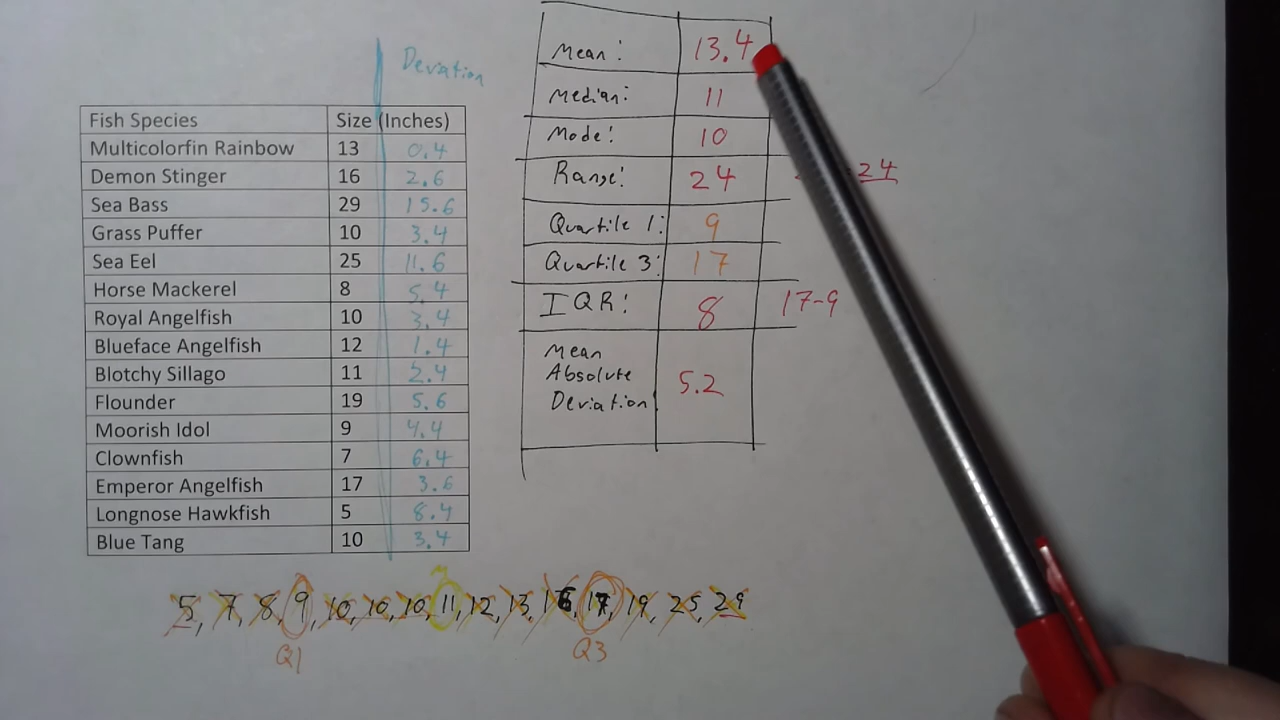 Deviation
Fish Species Size (Inches)
Multicolorfin Rainbow 13 0.4
Demon Stinger 16 2.6
Sea Bass 29 15.6
Grass Puffer 10 3.4
Sea Eel 25 11.6
Horse Mackerel 8 5.4
Royal Angelfish 10 3.4
Blueface Angelfish 12 1.4
Blotchy Sillago 11 2.4
Flounder 19 5.6
Moorish Idol 9 4.4
Clownfish 7 6.4
Emperor Angelfish 17 3.6
Longnose Hawkfish 5 8.4
Blue Tang 10 3.4
Mean: 13.4
Median: 11
Mode: 10
Range: 24 24
Quartile 1: 9
Quartile 3: 17
IQR: 8 17-9
Mean
Absolute
Deviation 5.2
5, 7, 8, 9, 10, 10, 10, 11, 12, 13, 16, 17, 19, 25, 29
Q1 Q3